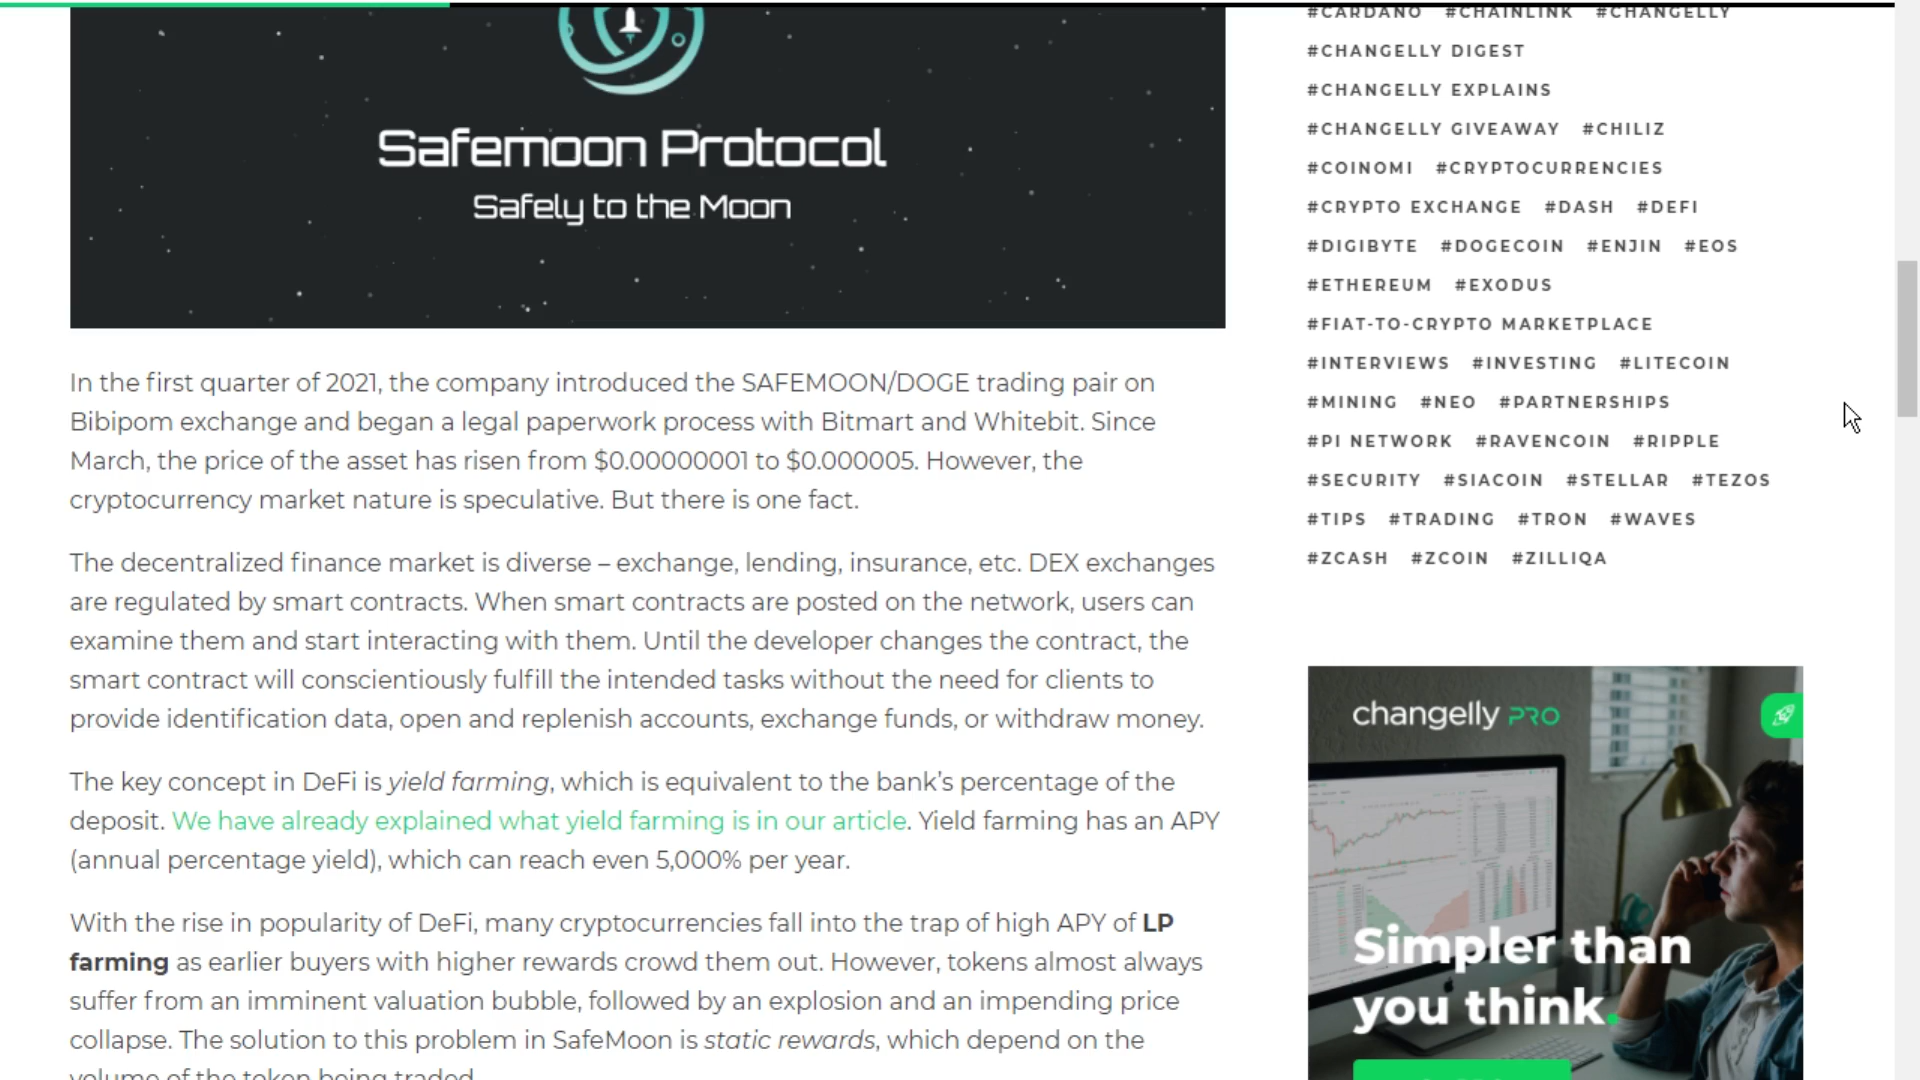 Safemoon Protocol
Safely to the Moon
In the first quarter of 2021, the company introduced the SAFEMOON/DOGE trading pair on
Bibipom exchange and began a legal paperwork process with Bitmart and Whitebit. Since
March, the price of the asset has risen from $0.00000001 to $0.000005. However, the
cryptocurrency market nature is speculative. But there is one fact.
The decentralized finance market is diverse – exchange, lending, insurance, etc. DEX exchanges
are regulated by smart contracts. When smart contracts are posted on the network, users can
examine them and start interacting with them. Until the developer changes the contract, the
smart contract will conscientiously fulfill the intended tasks without the need for clients to
provide identification data, open and replenish accounts, exchange funds, or withdraw money.
The key concept in DeFi is yield farming, which is equivalent to the bank’s percentage of the
deposit. We have already explained what yield farming is in our article. Yield farming has an APY
(annual percentage yield), which can reach even 5,000% per year.
With the rise in popularity of DeFi, many cryptocurrencies fall into the trap of high APY of LP
farming as earlier buyers with higher rewards crowd them out. However, tokens almost always
suffer from an imminent valuation bubble, followed by an explosion and an impending price
collapse. The solution to this problem in SafeMoon is static rewards, which depend on the
volume of the token being traded.
#CARDANO #CHAINLINK #CHANGELLY
#CHANGELLY DIGEST
#CHANGELLY EXPLAINS
#CHANGELLY GIVEAWAY #CHILIZ
#COINOMI #CRYPTOCURRENCIES
#CRYPTO EXCHANGE #DASH #DEFI
#DIGIBYTE #DOGECOIN #ENJIN #EOS
#ETHEREUM #EXODUS
#FIAT-TO-CRYPTO MARKETPLACE
#INTERVIEWS #INVESTING #LITECOIN
#MINING #NEO #PARTNERSHIPS
#PI NETWORK #RAVENCOIN #RIPPLE
#SECURITY #SIACOIN #STELLAR #TEZOS
#TIPS #TRADING #TRON #WAVES
#ZCASH #ZCOIN #ZILLIQA
changelly PRO
Simpler than
you think.